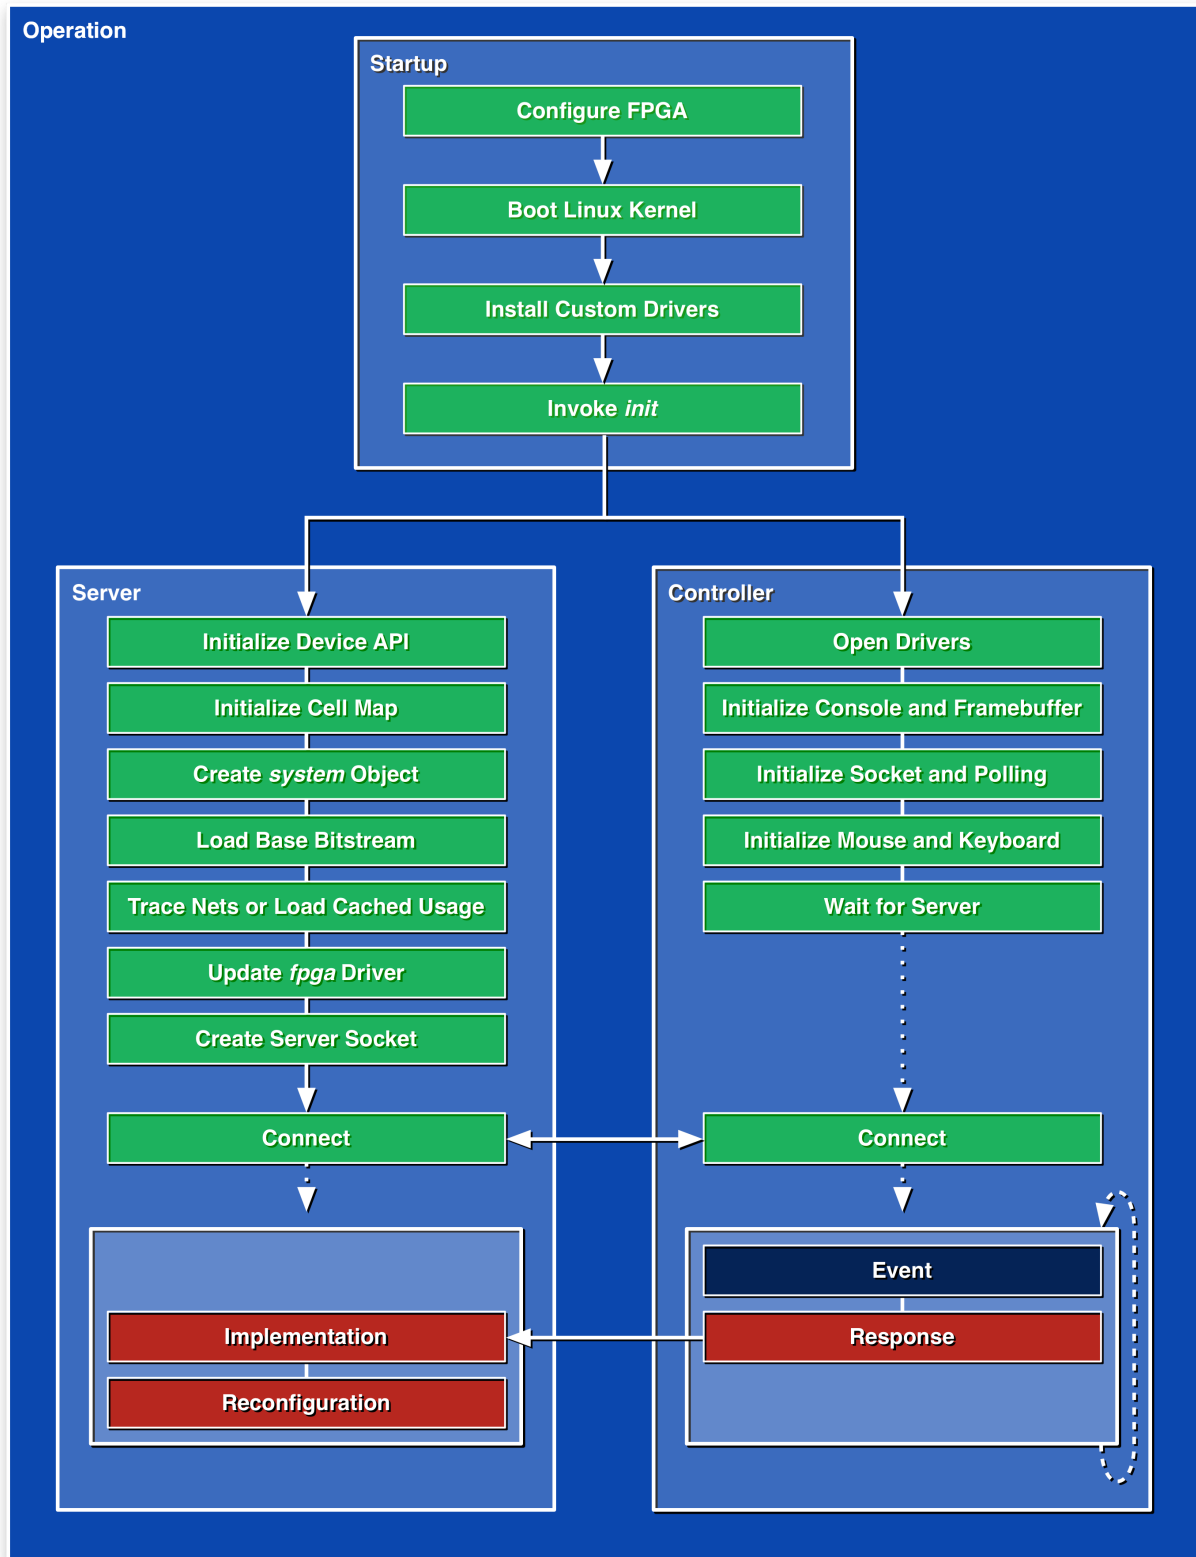 Operation
Startup
Configure FPGA
Boot Linux Kernel
Install Custom Drivers
Invoke init
Server
Initialize Device API
Initialize Cell Map
Create system Object
Load Base Bitstream
Trace Nets or Load Cached Usage
Update fpga Driver
Create Server Socket
Connect
Implementation
Reconfiguration
Controller
Open Drivers
Initialize Console and Framebuffer
Initialize Socket and Polling
Initialize Mouse and Keyboard
Wait for Server
Connect
Event
Response